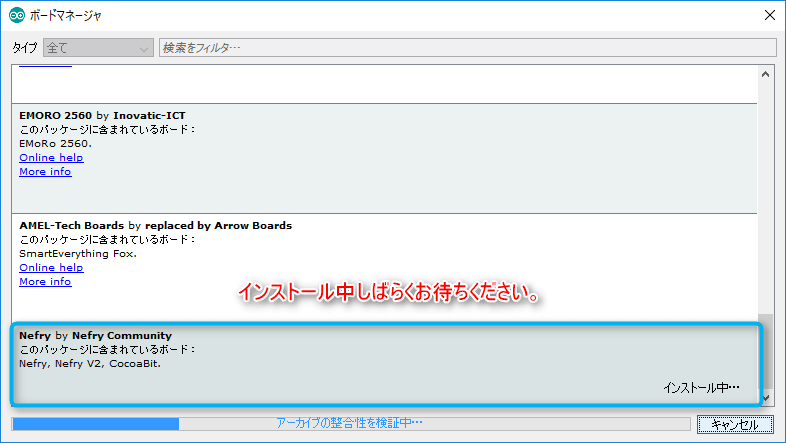 ボードマネージャ
タイプ 全て 検索をフィルタ…
EMORO 2560 by Inovatic-ICT
このパッケージに含まれているボード：
EMoRo 2560.
Online help
More info
AMEL-Tech Boards by replaced by Arrow Boards
このパッケージに含まれているボード：
SmartEverything Fox.
Online help
More info
インストール中しばらくお待ちください。
Nefry by Nefry Community
このパッケージに含まれているボード：
Nefry, Nefry V2, CocoaBit.
インストール中…
アーカイブの整合性を検証中… キャンセル